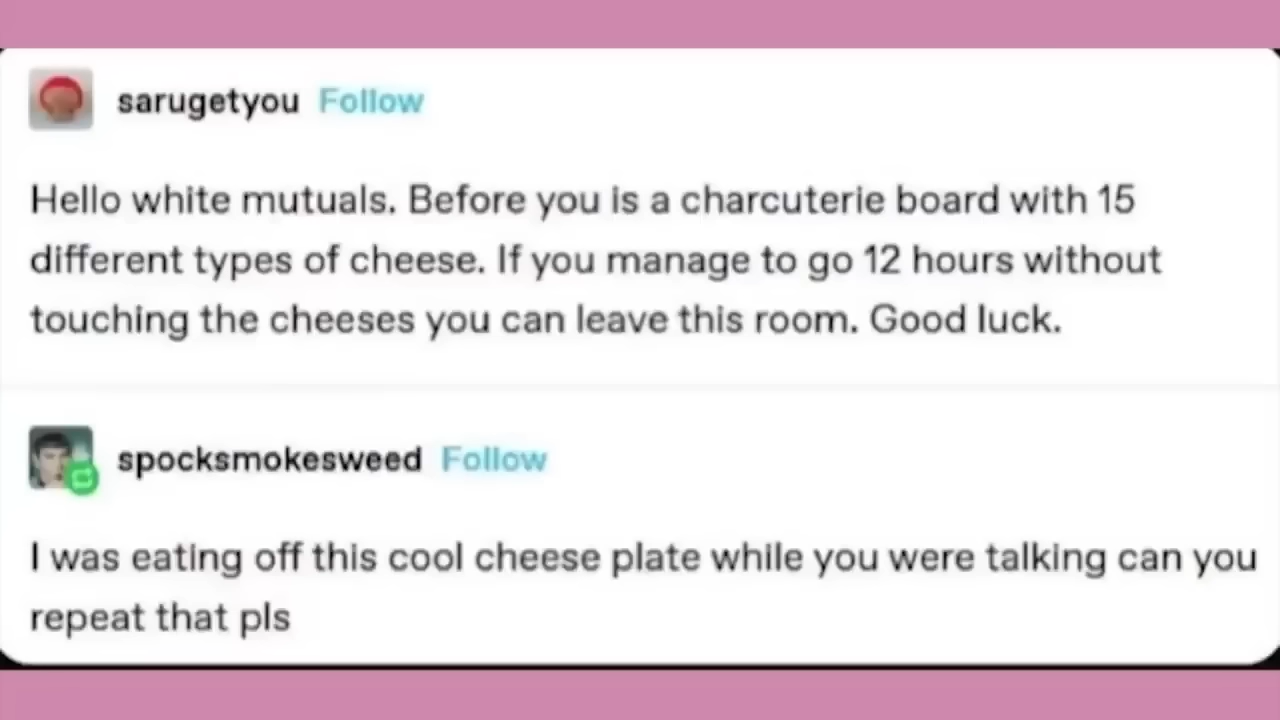 sarugetyou Follow
Hello white mutuals. Before you is a charcuterie board with 15
different types of cheese. If you manage to go 12 hours without
touching the cheeses you can leave this room. Good luck.
spocksmokesweed Follow
I was eating off this cool cheese plate while you were talking can you
repeat that pls